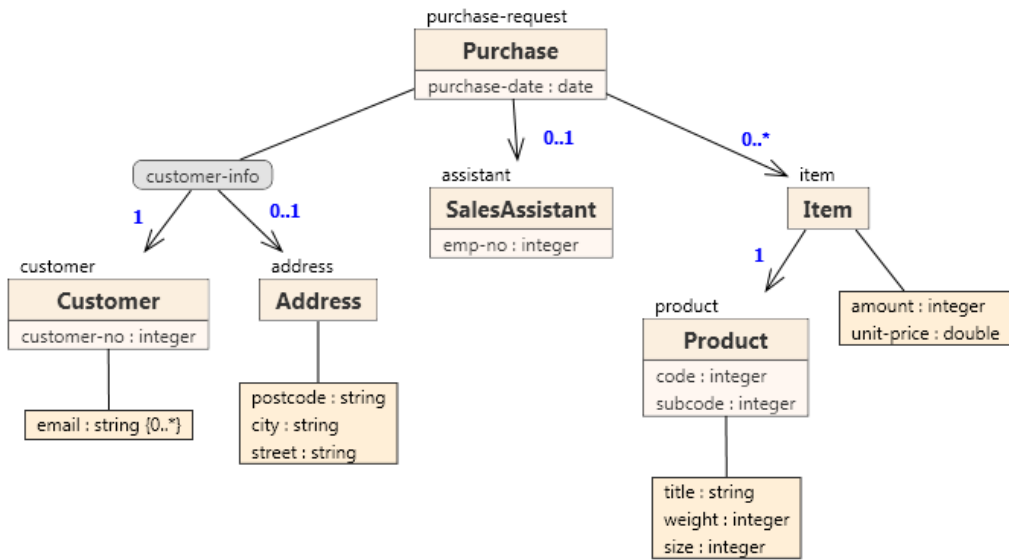 purchase-request
Purchase
purchase-date : date
customer-info
1
0..1
0..1
0..*
customer
Customer
customer-no : integer
email : string {0..*}
address
Address
postcode : string
city : string
street : string
assistant
SalesAssistant
emp-no : integer
item
Item
1
amount : integer
unit-price : double
product
Product
code : integer
subcode : integer
title : string
weight : integer
size : integer